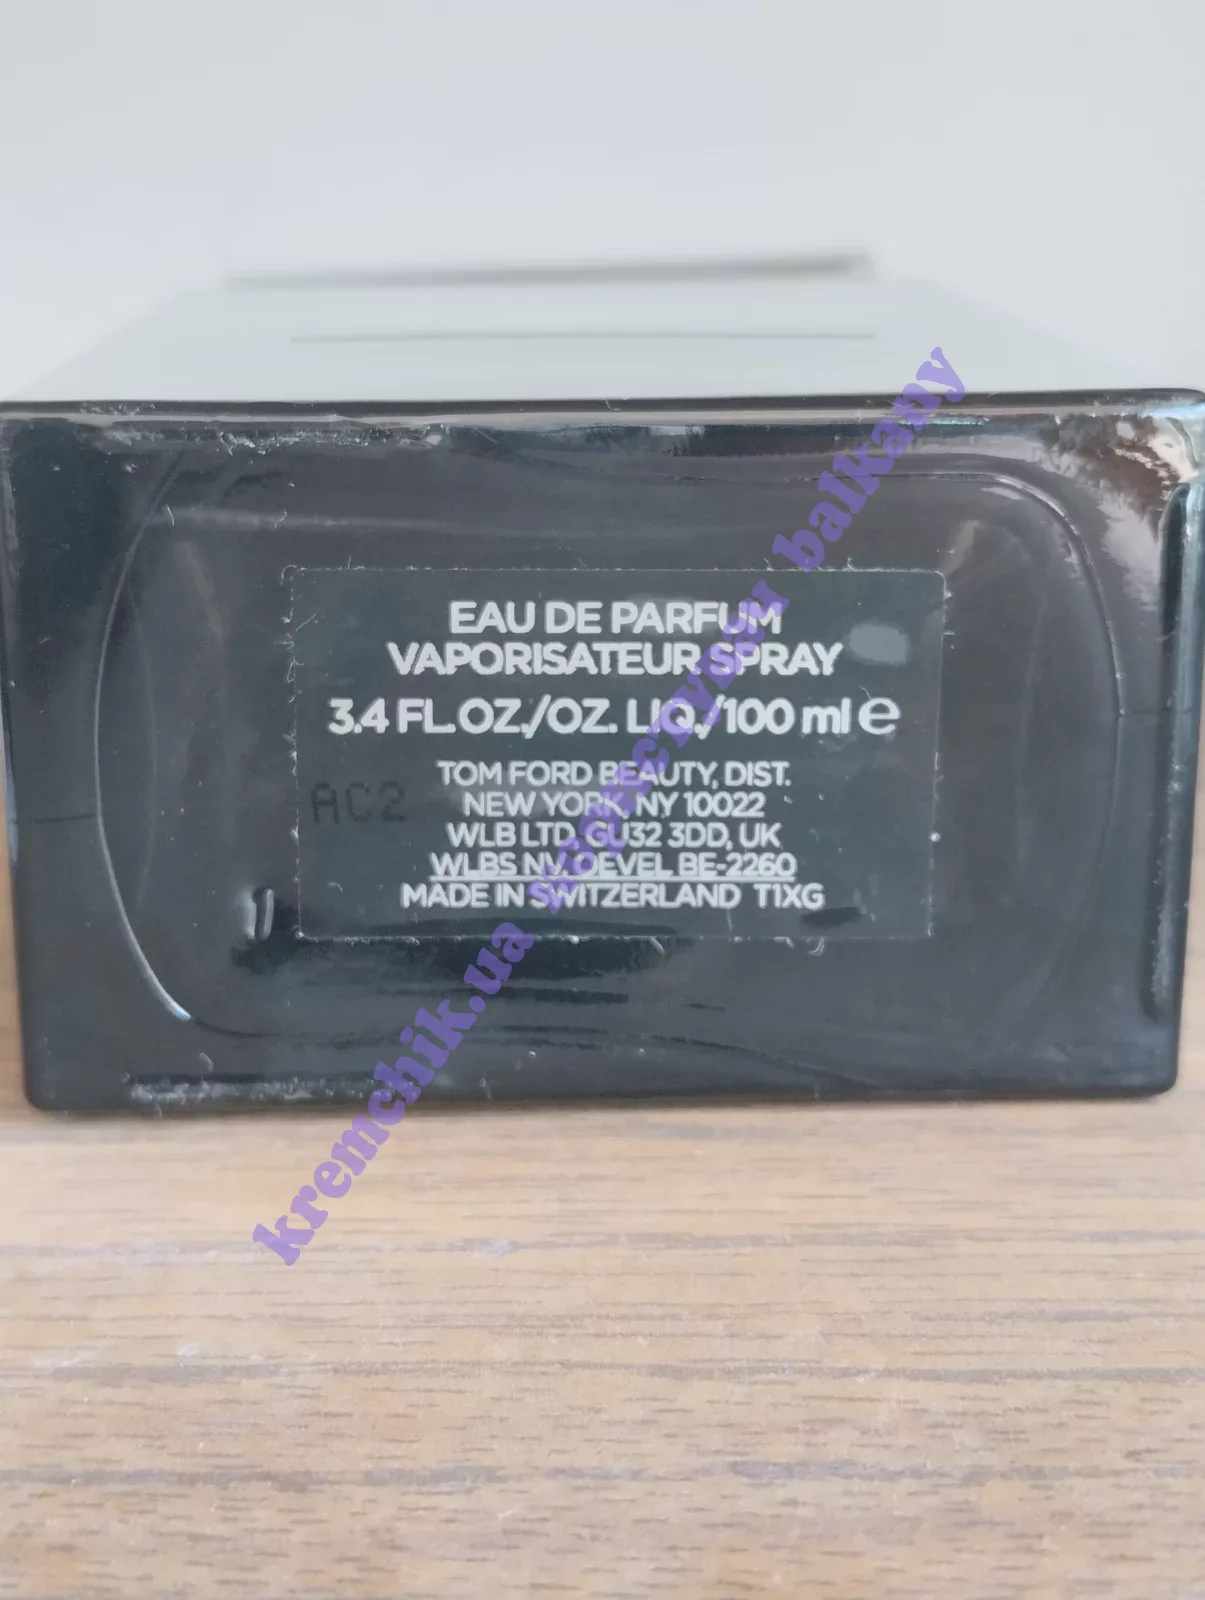 EAU DE PARFUM
VAPORISATEUR SPRAY
3.4 FL.OZ./OZ. LIQ./100 ml ℮
TOM FORD BEAUTY, DIST.
NEW YORK, NY 10022
WLB LTD, GU32 3DD, UK
WLBS NV. OEVEL BE-2260
MADE IN SWITZERLAND T1XG
AC2
kremchik.ua balkany